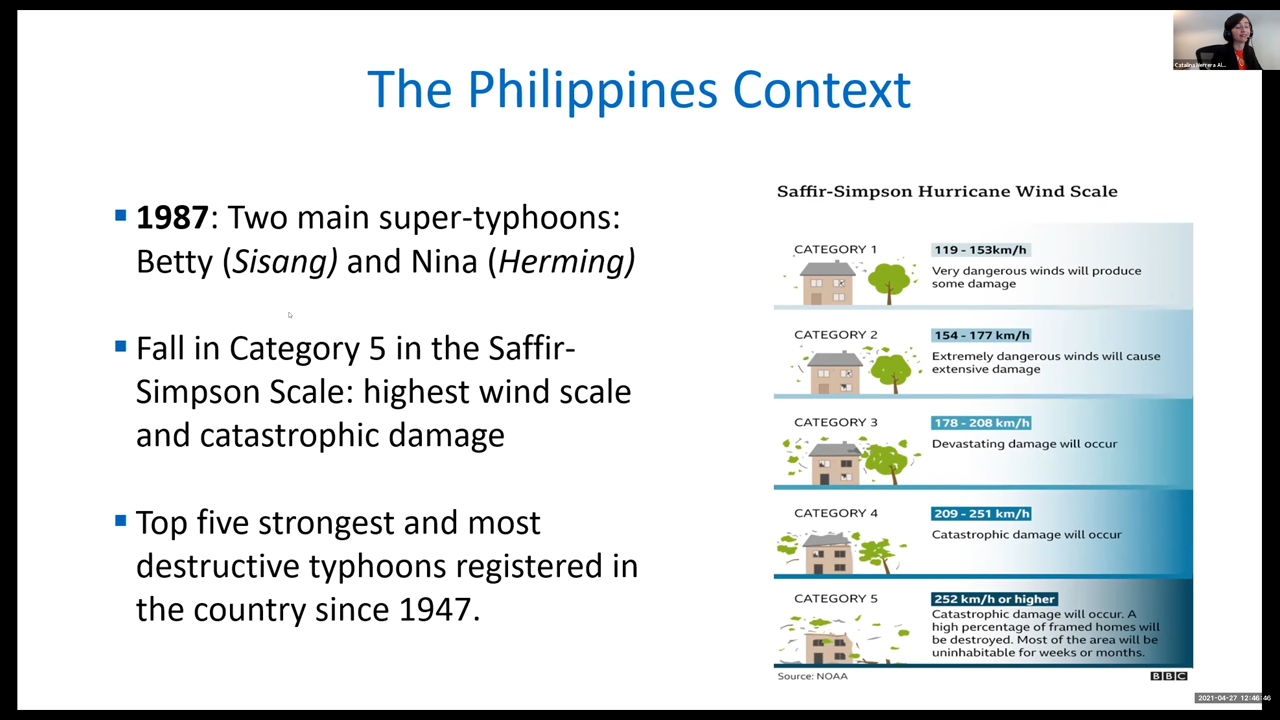 The Philippines Context
1987: Two main super-typhoons:
Betty (Sisang) and Nina (Herming)
Fall in Category 5 in the Saffir-
Simpson Scale: highest wind scale
and catastrophic damage
Top five strongest and most
destructive typhoons registered in
the country since 1947.
Saffir-Simpson Hurricane Wind Scale
CATEGORY 1
119 - 153km/h
Very dangerous winds will produce
some damage
CATEGORY 2
154 - 177 km/h
Extremely dangerous winds will cause
extensive damage
CATEGORY 3
178 - 208 km/h
Devastating damage will occur
CATEGORY 4
209 - 251 km/h
Catastrophic damage will occur
CATEGORY 5
252 km/h or higher
Catastrophic damage will occur. A
high percentage of framed homes will
be destroyed. Most of the area will be
uninhabitable for weeks or months.
Source: NOAA
BBC
Catalina Herrera Al...
2021-04-27 12:46:46